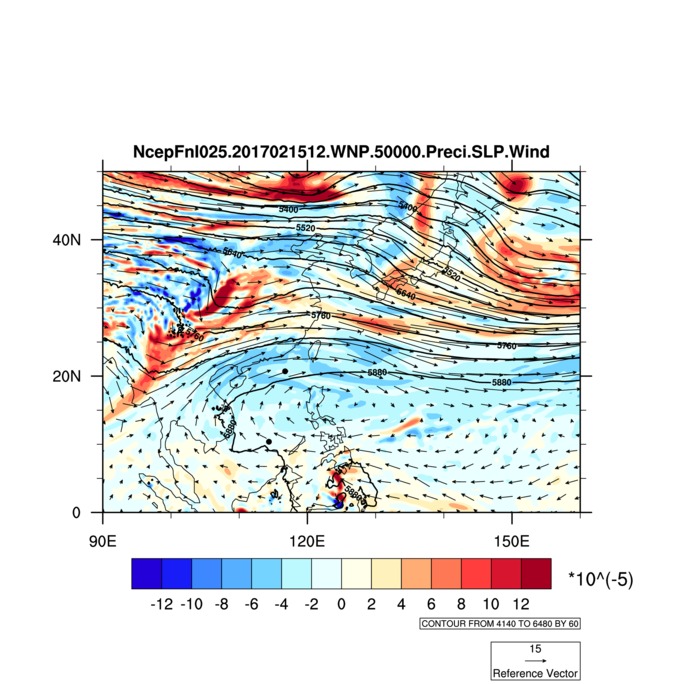 NcepFnl025.2017021512.WNP.50000.Preci.SLP.Wind
5400
5400
5520
5640
5520
5640
5760
5760
5760
5880
5880
5880
40N
20N
0
90E
120E
150E
-12 -10 -8 -6 -4 -2 0 2 4 6 8 10 12
*10^(-5)
CONTOUR FROM 4140 TO 6480 BY 60
15
Reference Vector